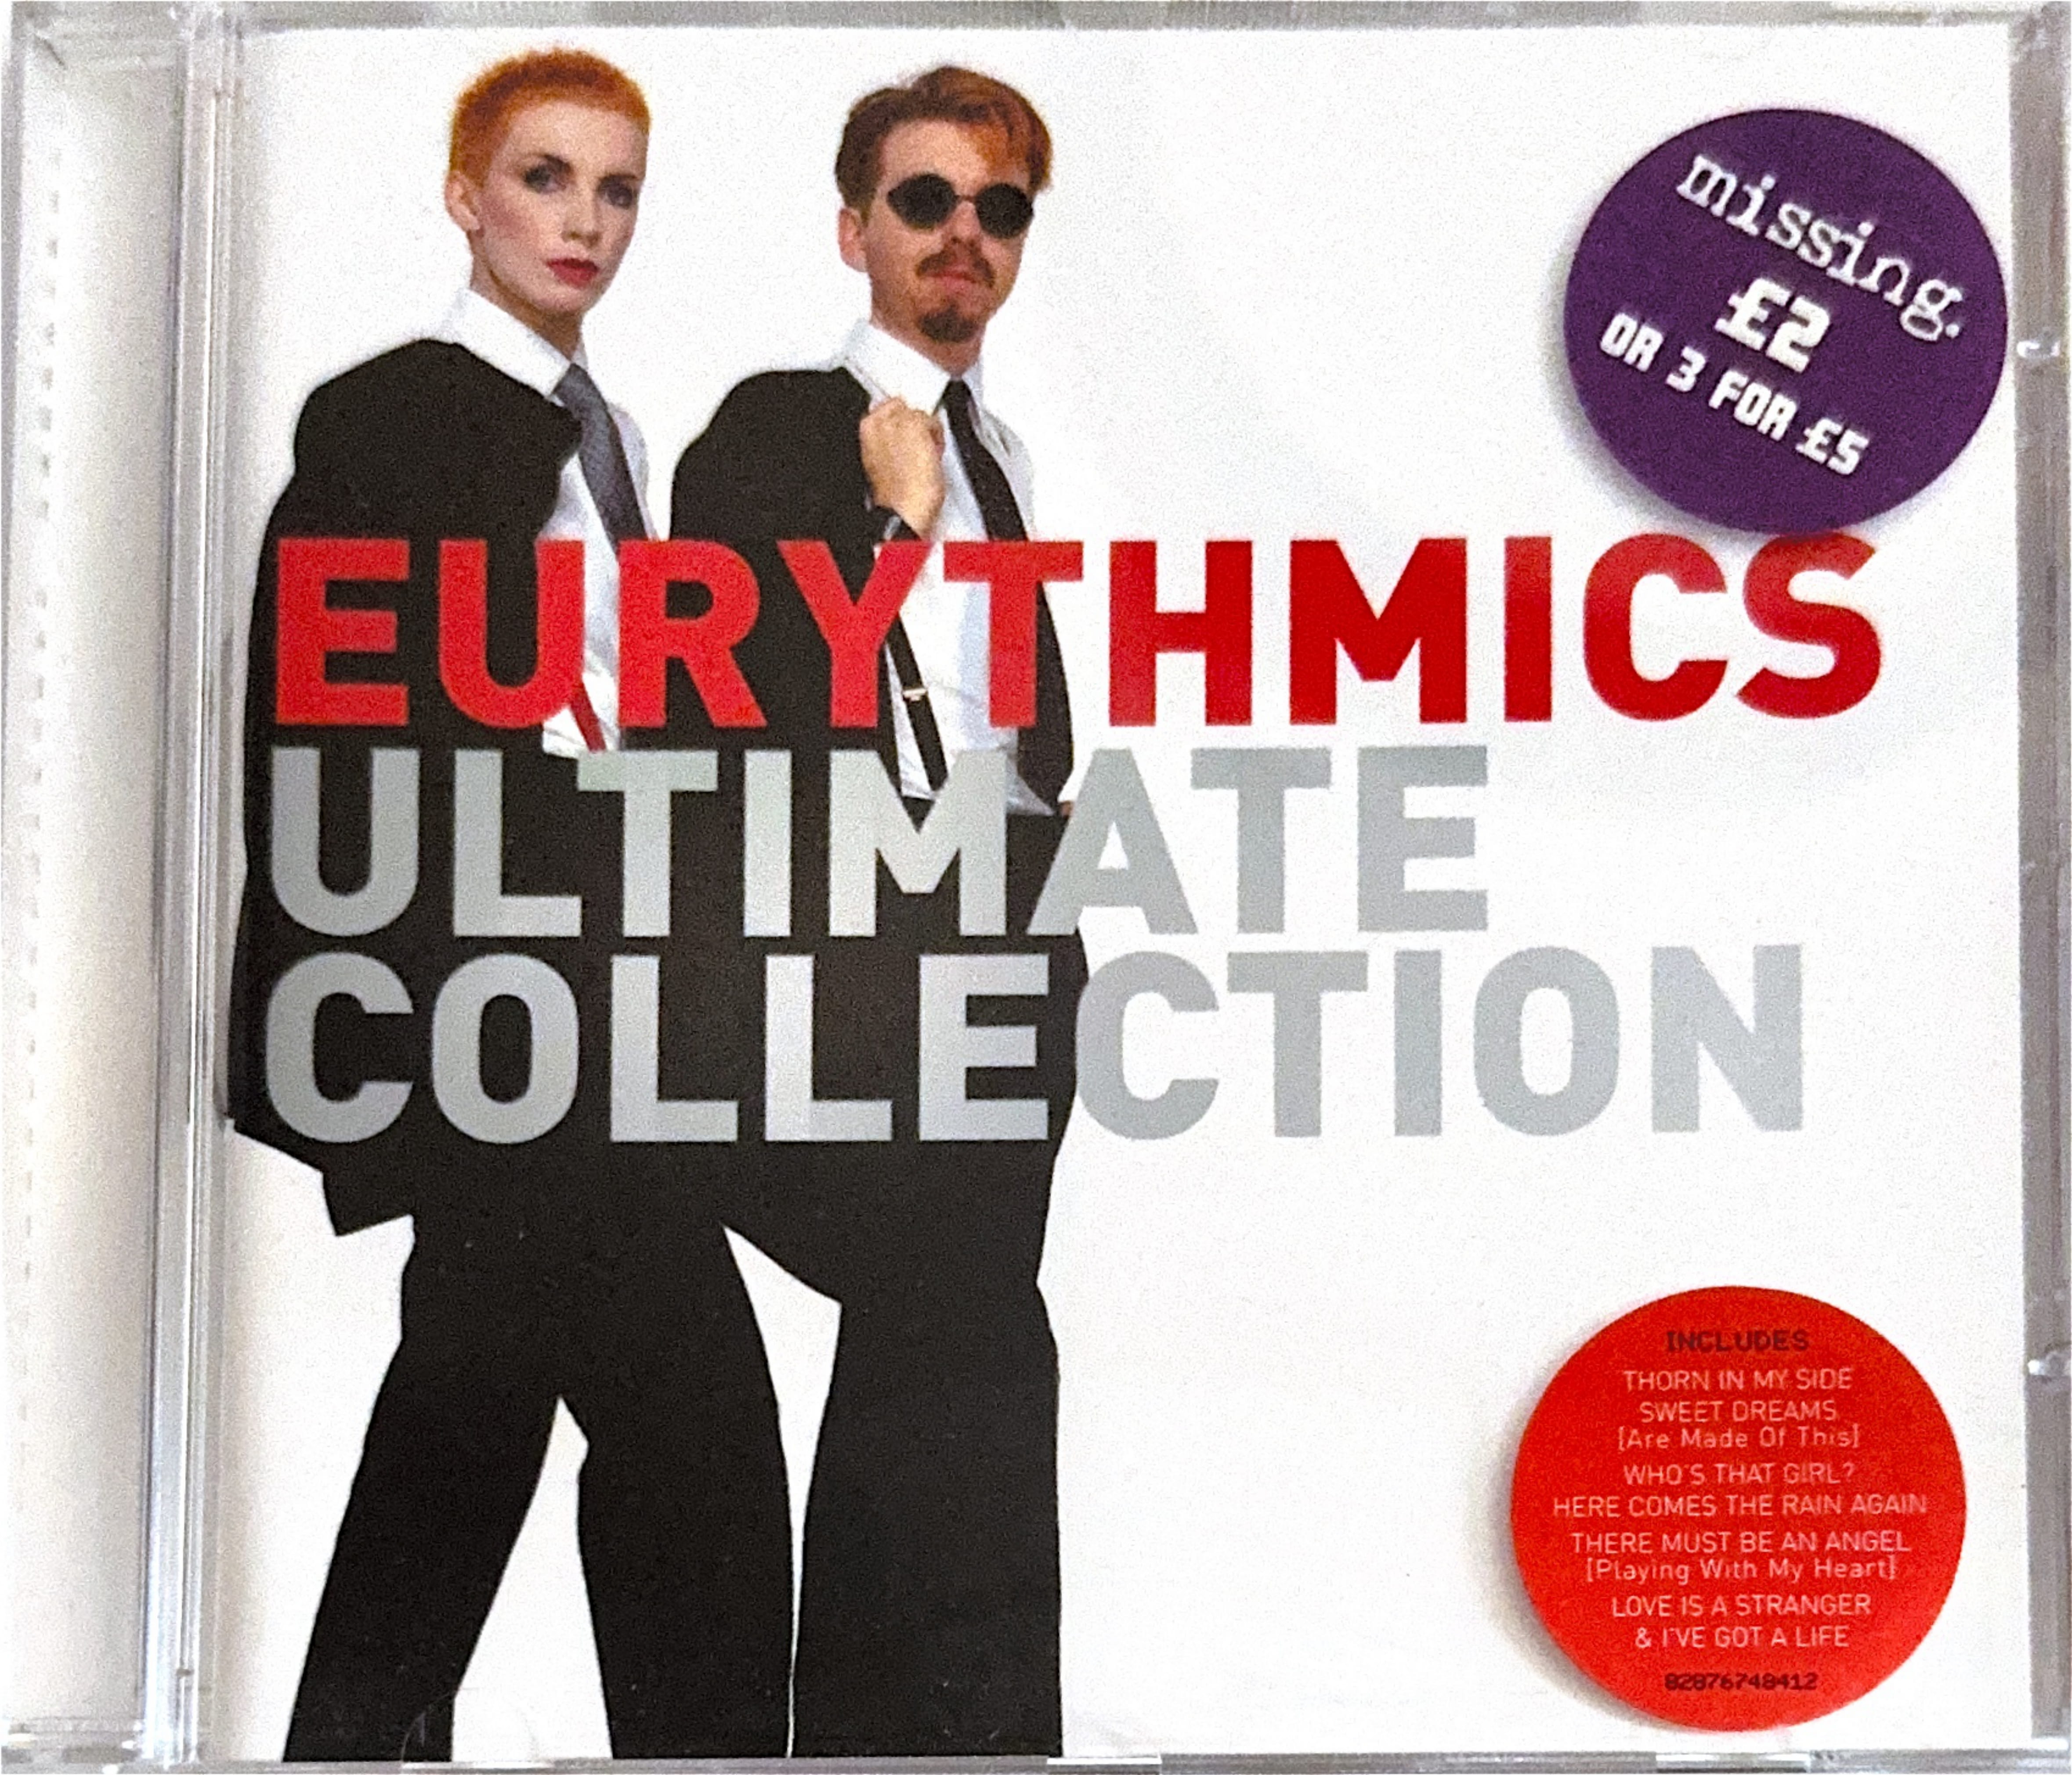 missing.
£2
OR 3 FOR £5
EURYTHMICS
ULTIMATE
COLLECTION
INCLUDES
THORN IN MY SIDE
SWEET DREAMS
[Are Made Of This]
WHO'S THAT GIRL?
HERE COMES THE RAIN AGAIN
THERE MUST BE AN ANGEL
[Playing With My Heart]
LOVE IS A STRANGER
& I'VE GOT A LIFE
82876748412